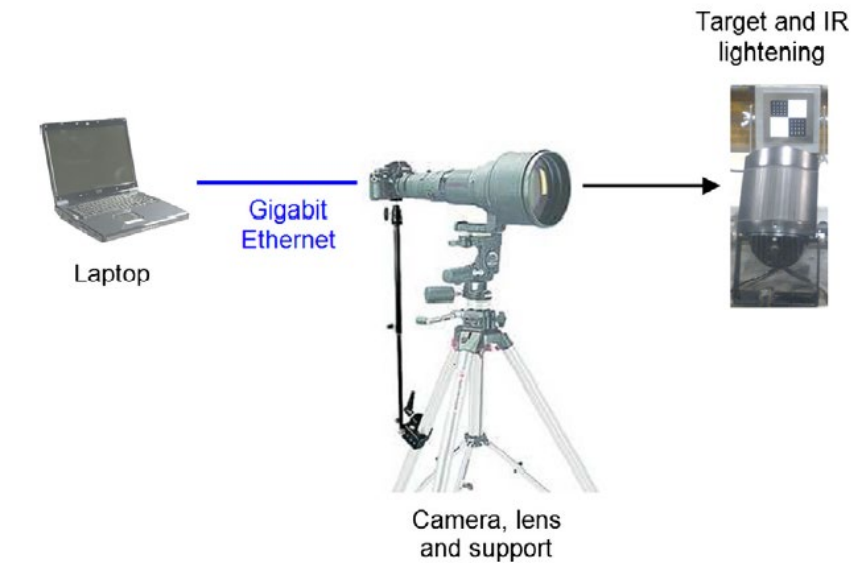 Target and IR
lightening
Gigabit
Ethernet
Laptop
Camera, lens
and support